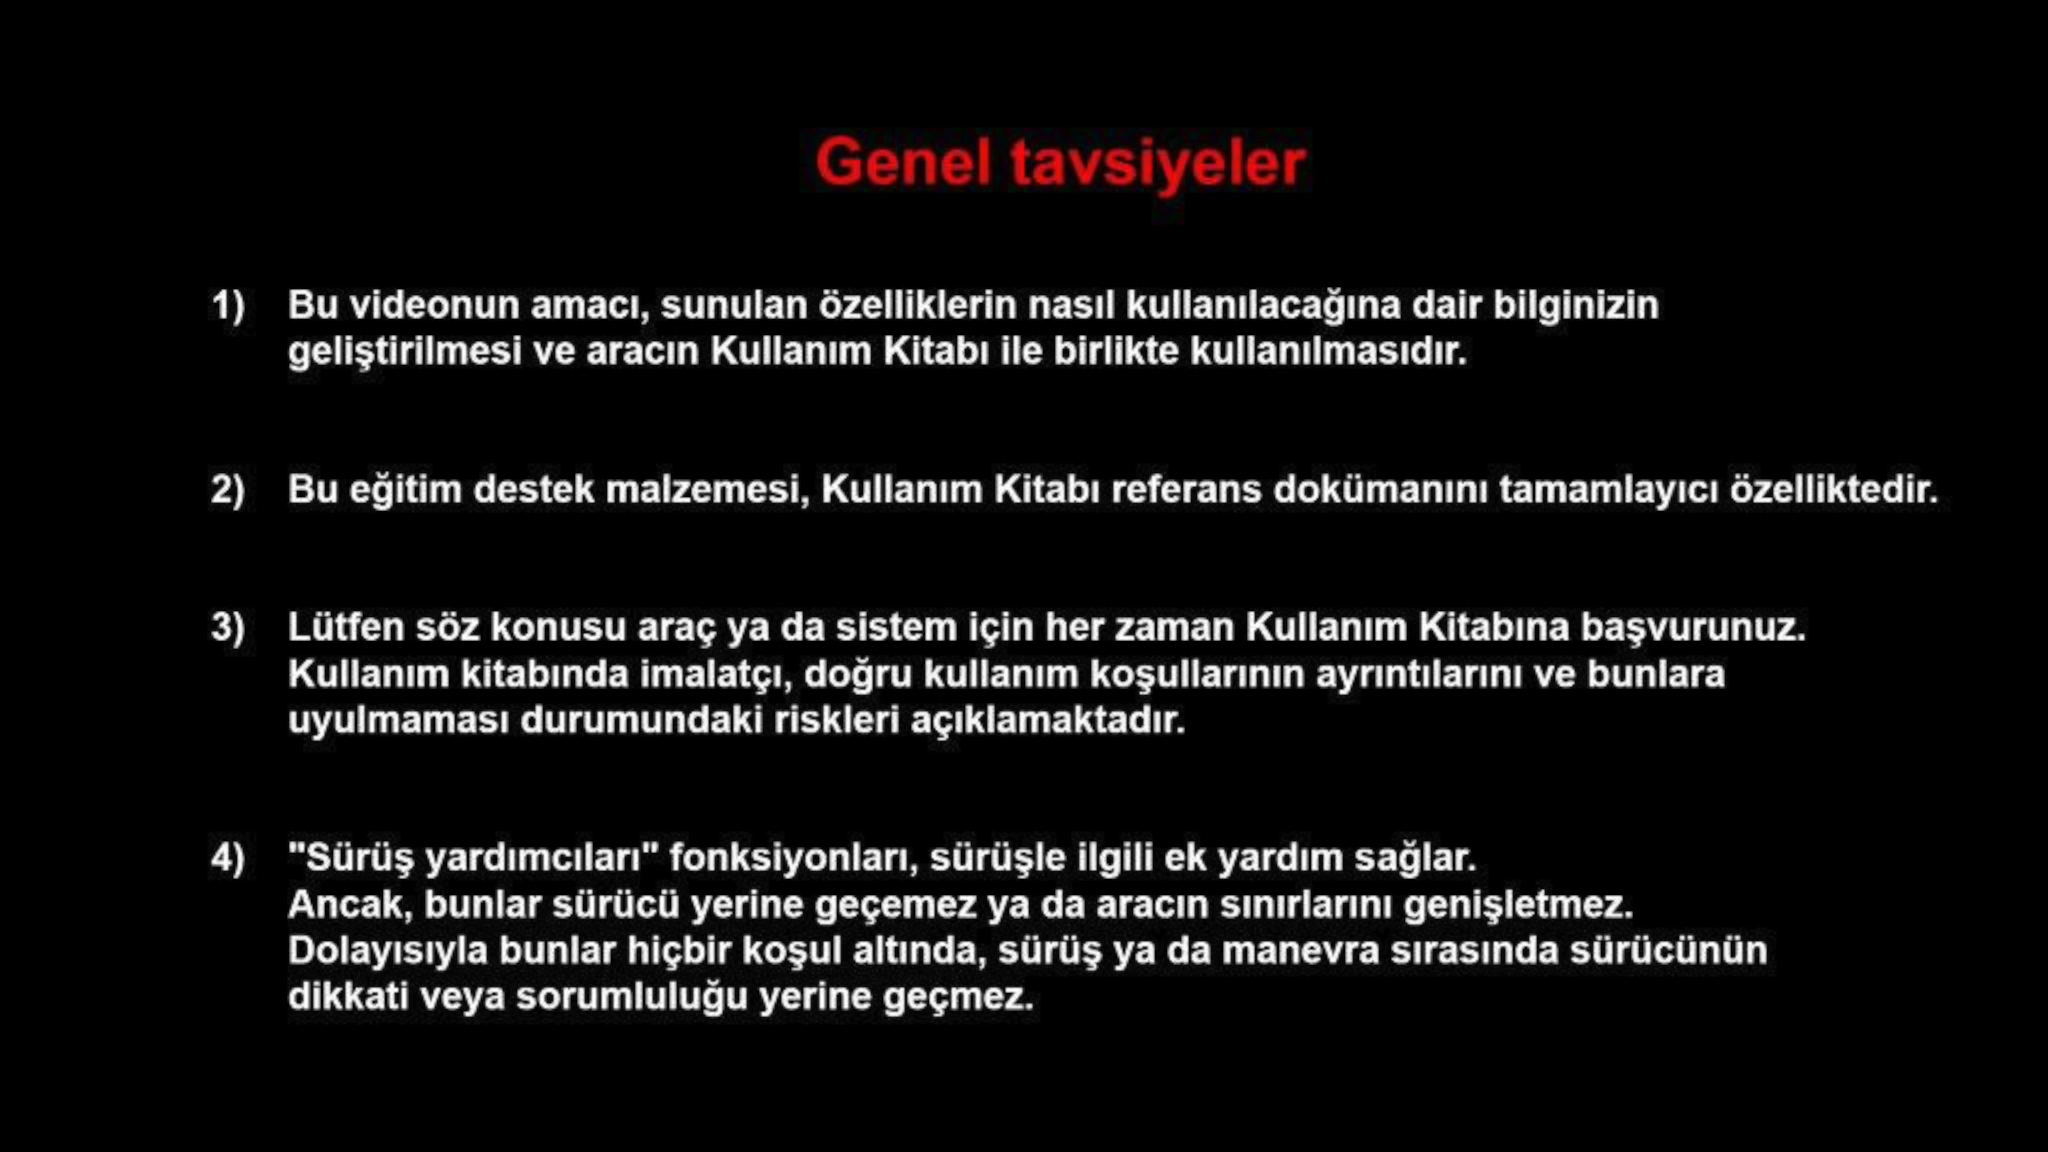 Genel tavsiyeler
1) Bu videonun amacı, sunulan özelliklerin nasıl kullanılacağına dair bilginizin
geliştirilmesi ve aracın Kullanım Kitabı ile birlikte kullanılmasıdır.
2) Bu eğitim destek malzemesi, Kullanım Kitabı referans dokümanını tamamlayıcı özelliktedir.
3) Lütfen söz konusu araç ya da sistem için her zaman Kullanım Kitabına başvurunuz.
Kullanım kitabında imalatçı, doğru kullanım koşullarının ayrıntılarını ve bunlara
uyulmaması durumundaki riskleri açıklamaktadır.
4) "Sürüş yardımcıları" fonksiyonları, sürüşle ilgili ek yardım sağlar.
Ancak, bunlar sürücü yerine geçemez ya da aracın sınırlarını genişletmez.
Dolayısıyla bunlar hiçbir koşul altında, sürüş ya da manevra sırasında sürücünün
dikkati veya sorumluluğu yerine geçmez.